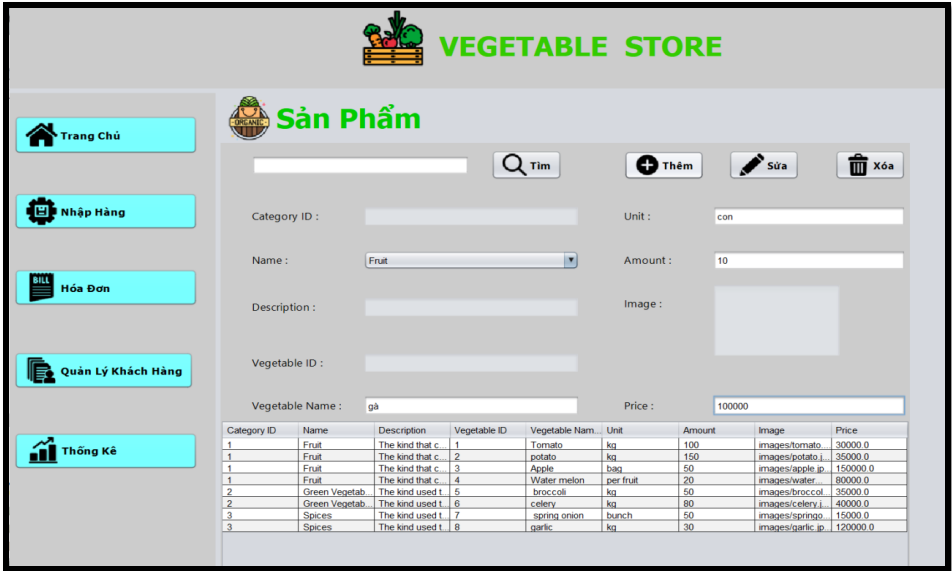 VEGETABLE STORE
ORGANIC
Sản Phẩm
Trang Chủ
Nhập Hàng
BILL
Hóa Đơn
Quản Lý Khách Hàng
Thống Kê
Tìm
Thêm
Sửa
Xóa
Category ID :
Unit : con
Name : Fruit
Amount : 10
Description :
Image :
Vegetable ID :
Vegetable Name : gà
Price : 100000
Category ID Name Description Vegetable ID Vegetable Nam... Unit Amount Image Price
1 Fruit The kind that c... 1 Tomato kg 100 images/tomato... 30000.0
1 Fruit The kind that c... 2 potato kg 150 images/potato.j... 35000.0
1 Fruit The kind that c... 3 Apple bag 50 images/apple.jp... 150000.0
1 Fruit The kind that c... 4 Water melon per fruit 20 images/water... 80000.0
2 Green Vegetab... The kind used t... 5 broccoli kg 50 images/broccol... 35000.0
2 Green Vegetab... The kind used t... 6 celery kg 80 images/celery.j... 40000.0
3 Spices The kind used t... 7 spring onion bunch 50 images/springo... 15000.0
3 Spices The kind used t... 8 garlic kg 30 images/garlic.jp... 120000.0